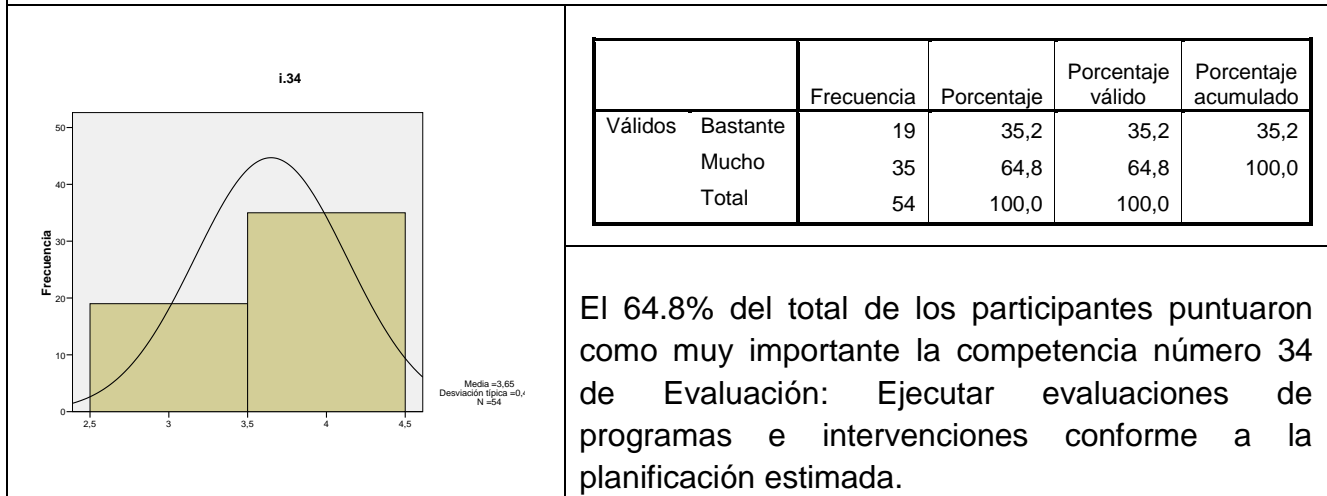 i.34
50
40
30
20
10
0
Frecuencia
2,5 3 3,5 4 4,5
Media =3,65
Desviación típica =0,4
N =54
Frecuencia Porcentaje Porcentaje válido Porcentaje acumulado
Válidos Bastante 19 35,2 35,2 35,2
Mucho 35 64,8 64,8 100,0
Total 54 100,0 100,0
El 64.8% del total de los participantes puntuaron
como muy importante la competencia número 34
de Evaluación: Ejecutar evaluaciones de
programas e intervenciones conforme a la
planificación estimada.